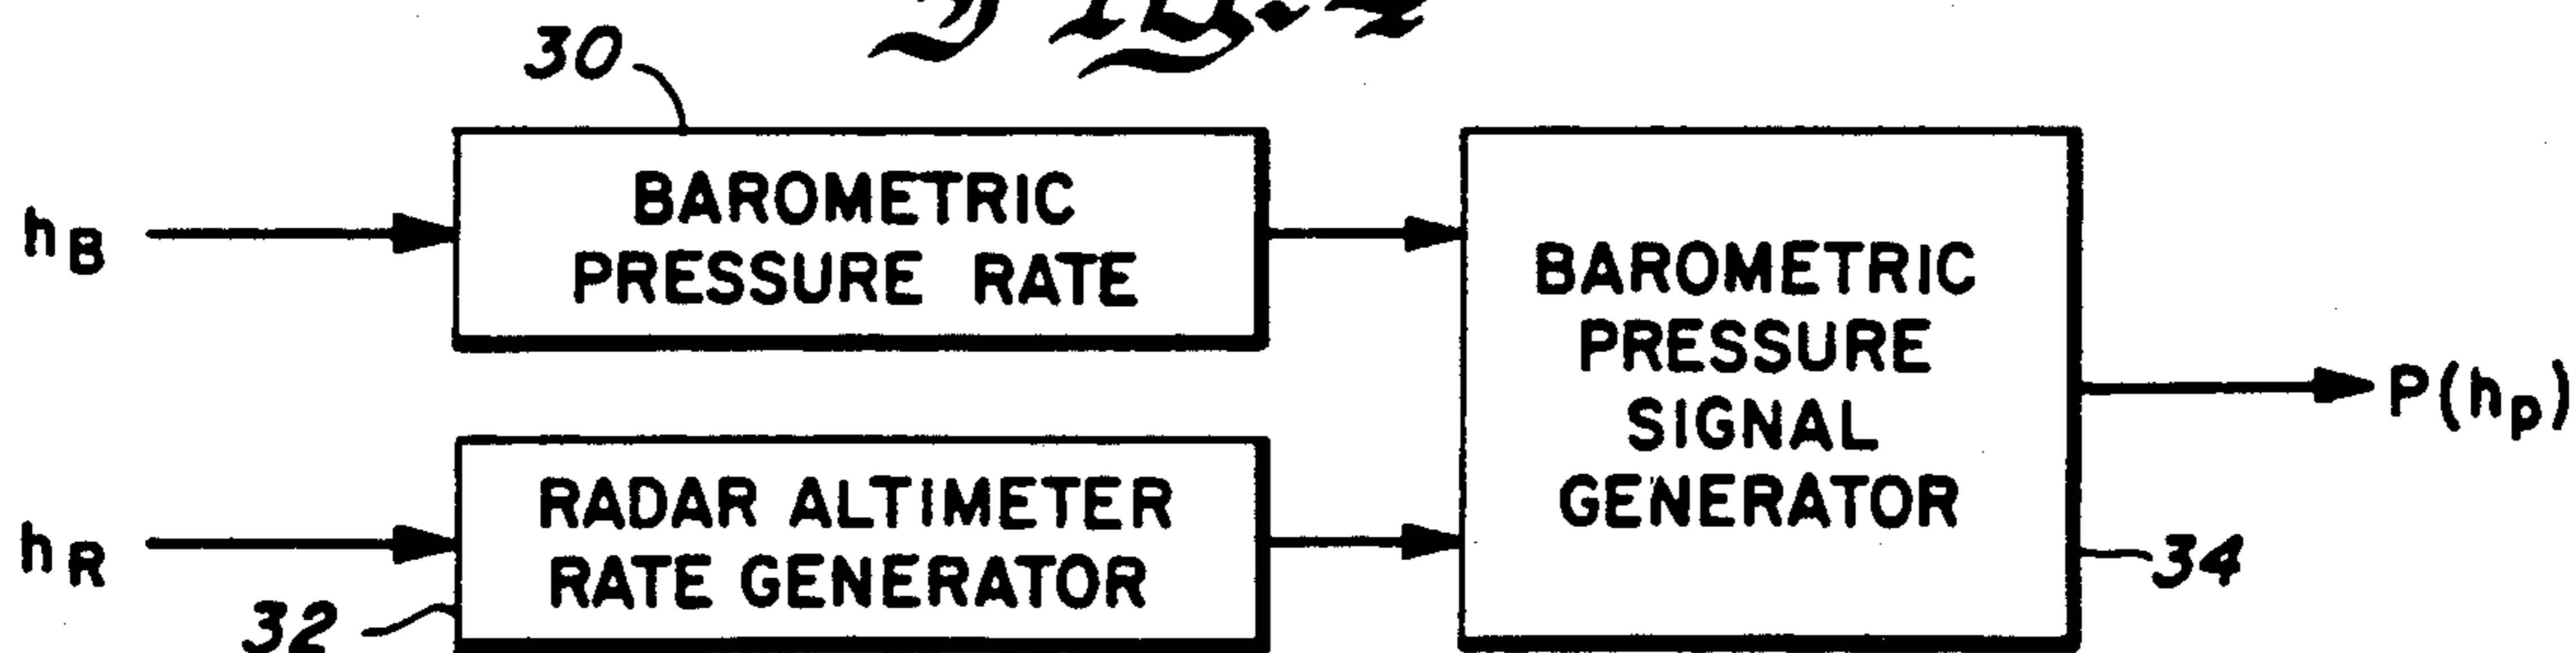 30
h_B
BAROMETRIC
PRESSURE RATE
h_R
32
RADAR ALTIMETER
RATE GENERATOR
BAROMETRIC
PRESSURE
SIGNAL
GENERATOR
34
P(h_p)